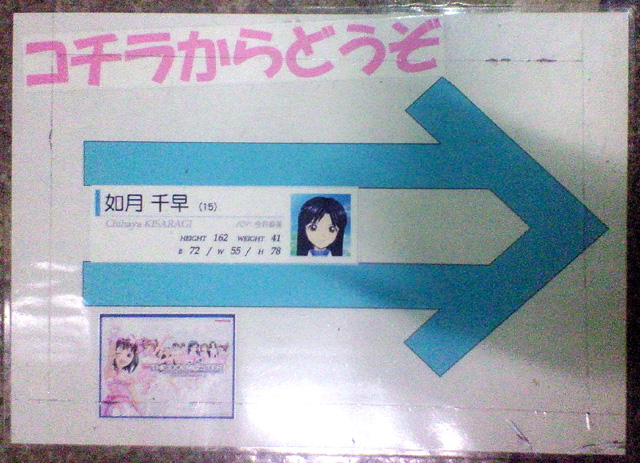 コチラからどうぞ
如月 千早 (15)
Chihaya KISARAGI
HEIGHT 162 WEIGHT 41
B 72 / W 55 / H 78